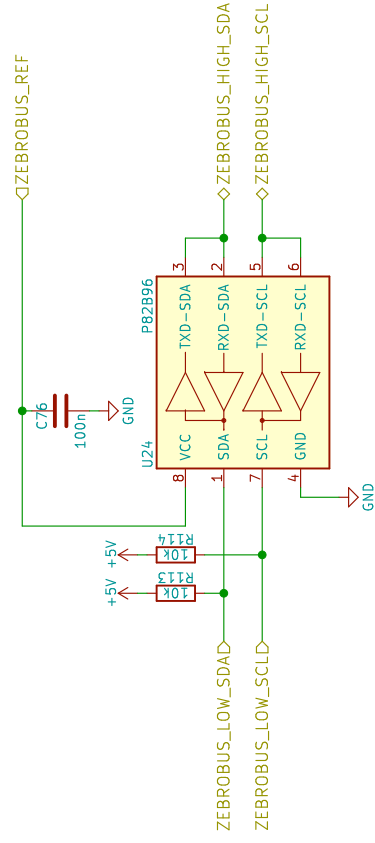 ZEBROBUS_REF
ZEBROBUS_HIGH_SDA
ZEBROBUS_HIGH_SCL
3
2
5
6
P82B96
TXD-SDA
RXD-SDA
TXD-SCL
RXD-SCL
C76
100n
GND
U24
VCC
SDA
SCL
GND
8
1
7
4
GND
+5V
R114
10k
+5V
R113
10k
ZEBROBUS_LOW_SDA
ZEBROBUS_LOW_SCL